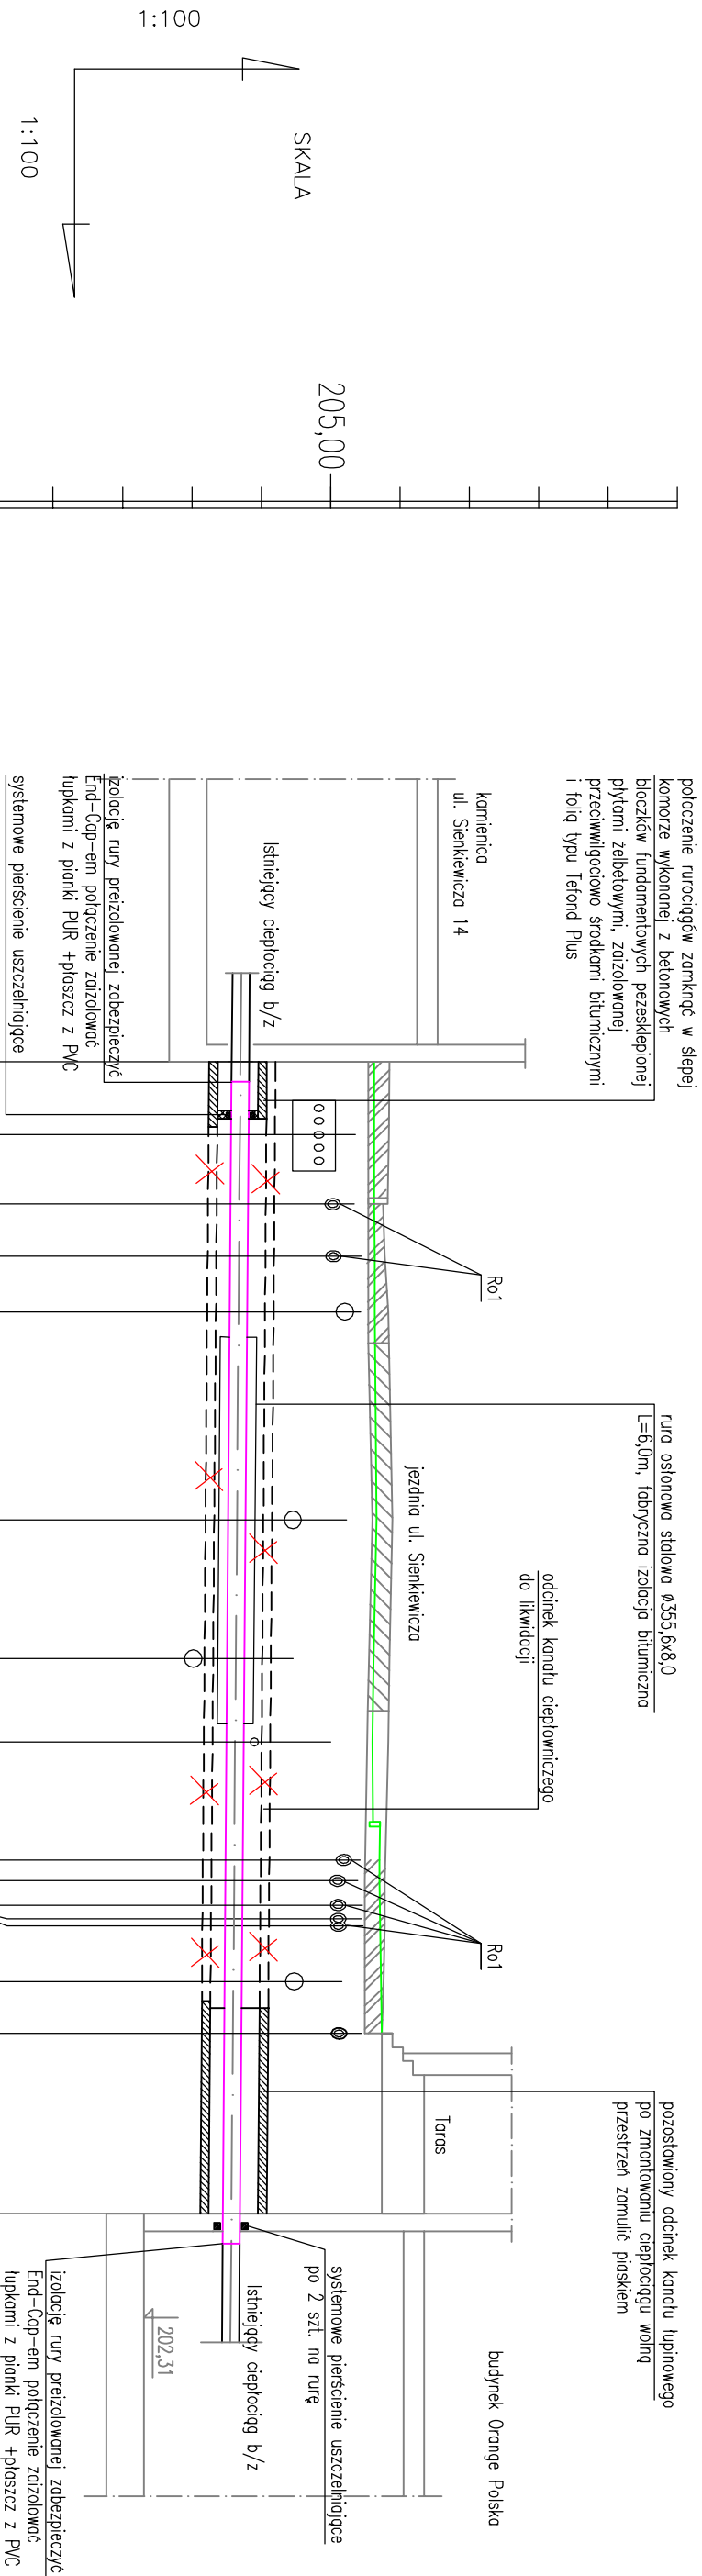 1:100
1:100
SKALA
205,00
połączenie rurociągów zamknąć w ślepej
komorze wykonanej z betonowych
bloczków fundamentowych pezesklepionej
płytami żelbetowymi, zaizolowanej
przeciwwilgociowo środkami bitumicznymi
i folią typu Tefond Plus
kamienica
ul. Sienkiewicza 14
Istniejący ciepłociąg b/z
izolację rury preizolowanej zabezpieczyć
End-Cap-em połączenie zaizolować
łupkami z pianki PUR +płaszcz z PVC
systemowe pierścienie uszczelniające
Ro1
rura osłonowa stalowa Ø355,6x8,0
L=6,0m, fabryczna izolacja bitumiczna
jezdnia ul. Sienkiewicza
odcinek kanału ciepłowniczego
do likwidacji
Ro1
pozostawiony odcinek kanału łupinowego
po zmontowaniu ciepłociągu wolną
przestrzeń zamulić piaskiem
Taras
budynek Orange Polska
systemowe pierścienie uszczelniające
po 2 szt. na rurę
Istniejący ciepłociąg b/z
202,31
izolację rury preizolowanej zabezpieczyć
End-Cap-em połączenie zaizolować
łupkami z pianki PUR +płaszcz z PVC